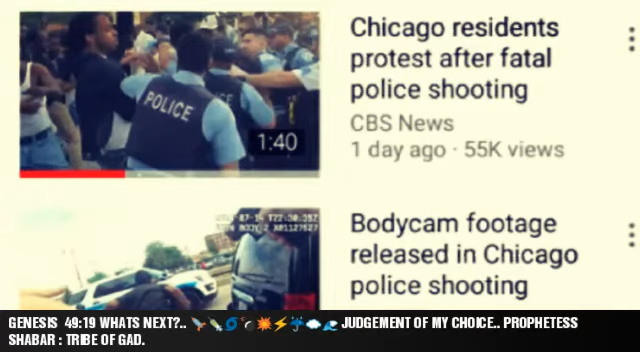 Chicago residents
protest after fatal
police shooting
CBS News
1 day ago · 55K views
POLICE
1:40
Bodycam footage
released in Chicago
police shooting
GENESIS 49:19 WHATS NEXT?.. JUDGEMENT OF MY CHOICE.. PROPHETESS
SHABAR : TRIBE OF GAD.